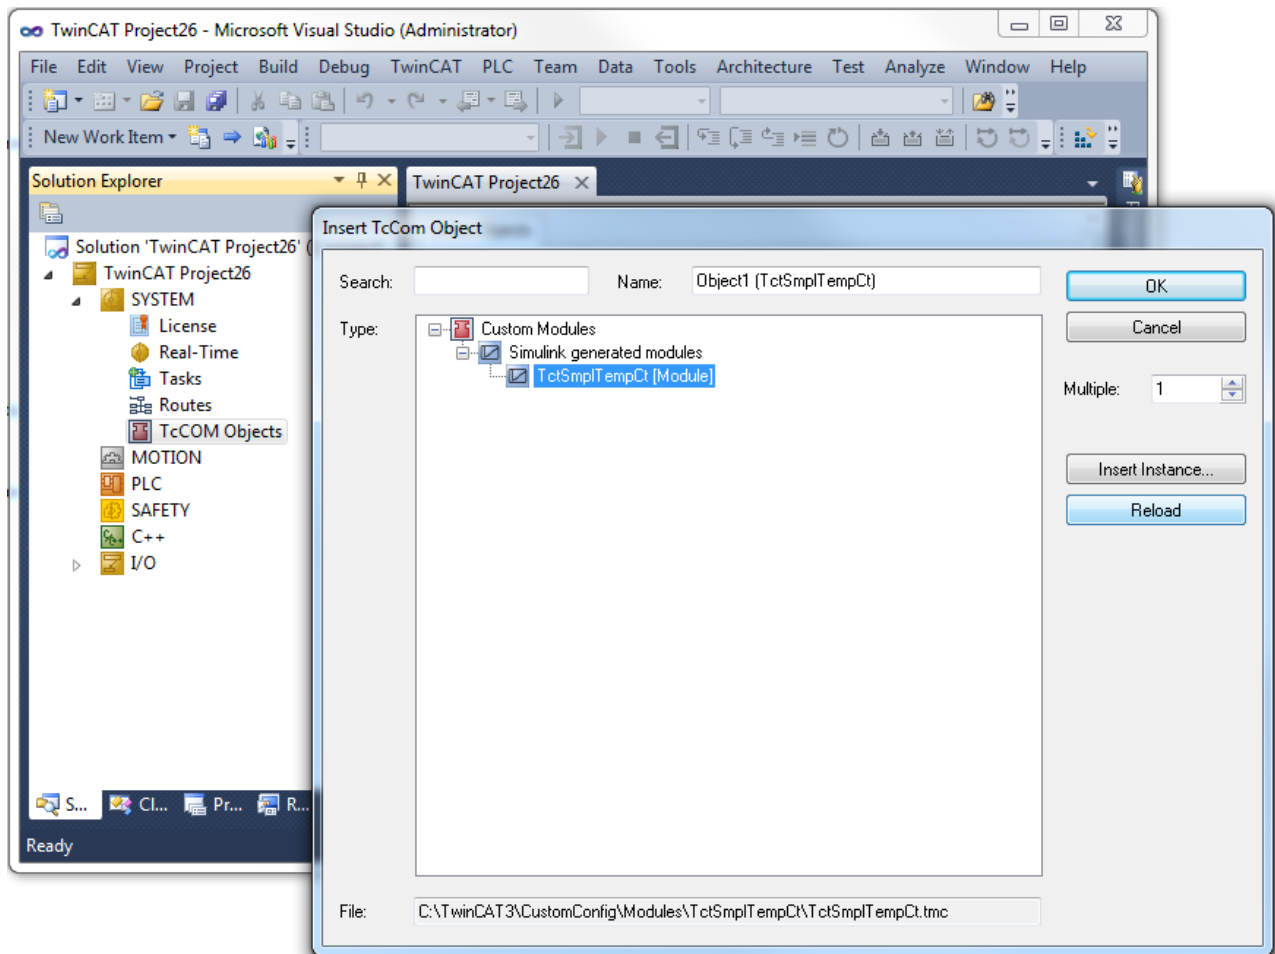 TwinCAT Project26 - Microsoft Visual Studio (Administrator)
File Edit View Project Build Debug TwinCAT PLC Team Data Tools Architecture Test Analyze Window Help
New Work Item
Solution Explorer
TwinCAT Project26
Insert TcCom Object
Solution 'TwinCAT Project26' (
TwinCAT Project26
SYSTEM
License
Real-Time
Tasks
Routes
TcCOM Objects
MOTION
PLC
SAFETY
C++
I/O
Search:
Name: Object1 (TctSmplTempCt)
OK
Type:
Custom Modules
Simulink generated modules
TctSmplTempCt [Module]
Cancel
Multiple: 1
Insert Instance...
Reload
S... Cl... Pr... R...
Ready
File: C:\TwinCAT3\CustomConfig\Modules\TctSmplTempCt\TctSmplTempCt.tmc